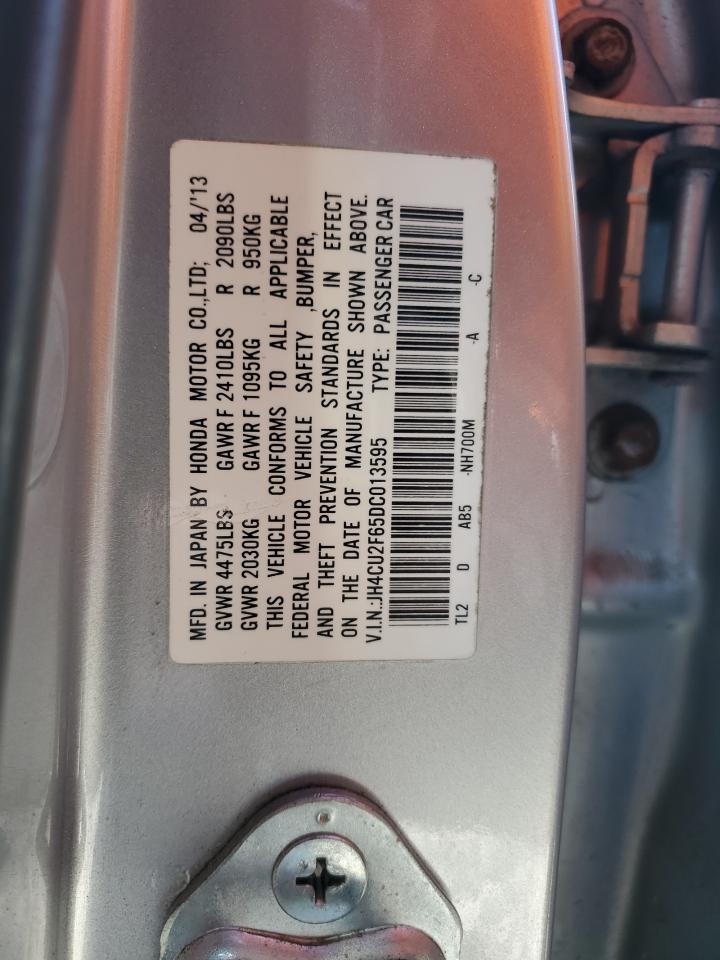 MFD. IN JAPAN BY HONDA MOTOR CO.,LTD; 04/'13
GVWR 4475LBS GAWR F 2410LBS R 2090LBS
GVWR 2030KG GAWR F 1095KG R 950KG
THIS VEHICLE CONFORMS TO ALL APPLICABLE
FEDERAL MOTOR VEHICLE SAFETY ,BUMPER,
AND THEFT PREVENTION STANDARDS IN EFFECT
ON THE DATE OF MANUFACTURE SHOWN ABOVE.
V.I.N.:JH4CU2F65DC013595 TYPE: PASSENGER CAR
TL2 D AB5 -NH700M -A -C